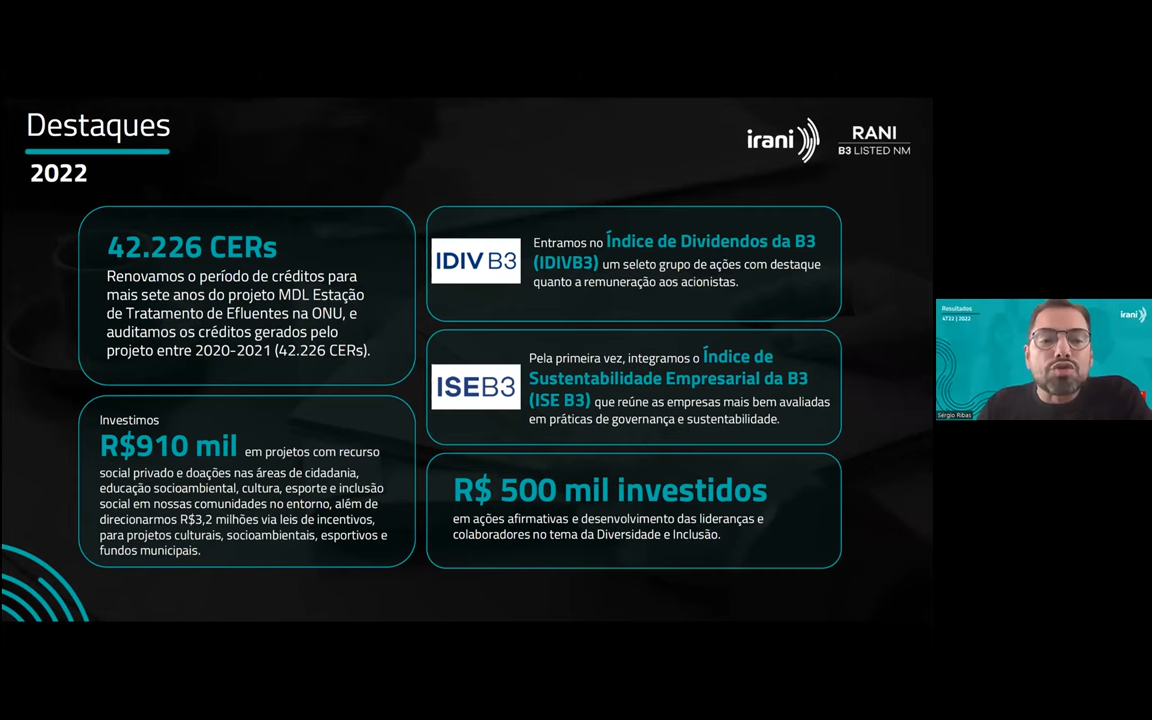 Destaques
2022
irani
RANI
B3 LISTED NM
42.226 CERs
Renovamos o período de créditos para
mais sete anos do projeto MDL Estação
de Tratamento de Efluentes na ONU, e
auditamos os créditos gerados pelo
projeto entre 2020-2021 (42.226 CERs).
Investimos
R$910 mil em projetos com recurso
social privado e doações nas áreas de cidadania,
educação socioambiental, cultura, esporte e inclusão
social em nossas comunidades no entorno, além de
direcionarmos R$3,2 milhões via leis de incentivos,
para projetos culturais, socioambientais, esportivos e
fundos municipais.
IDIV B3
Entramos no Índice de Dividendos da B3
(IDIVB3) um seleto grupo de ações com destaque
quanto a remuneração aos acionistas.
ISEB3
Pela primeira vez, integramos o Índice de
Sustentabilidade Empresarial da B3
(ISE B3) que reúne as empresas mais bem avaliadas
em práticas de governança e sustentabilidade.
R$ 500 mil investidos
em ações afirmativas e desenvolvimento das lideranças e
colaboradores no tema da Diversidade e Inclusão.
Resultados
4T22 | 2022
irani
Sérgio Ribas